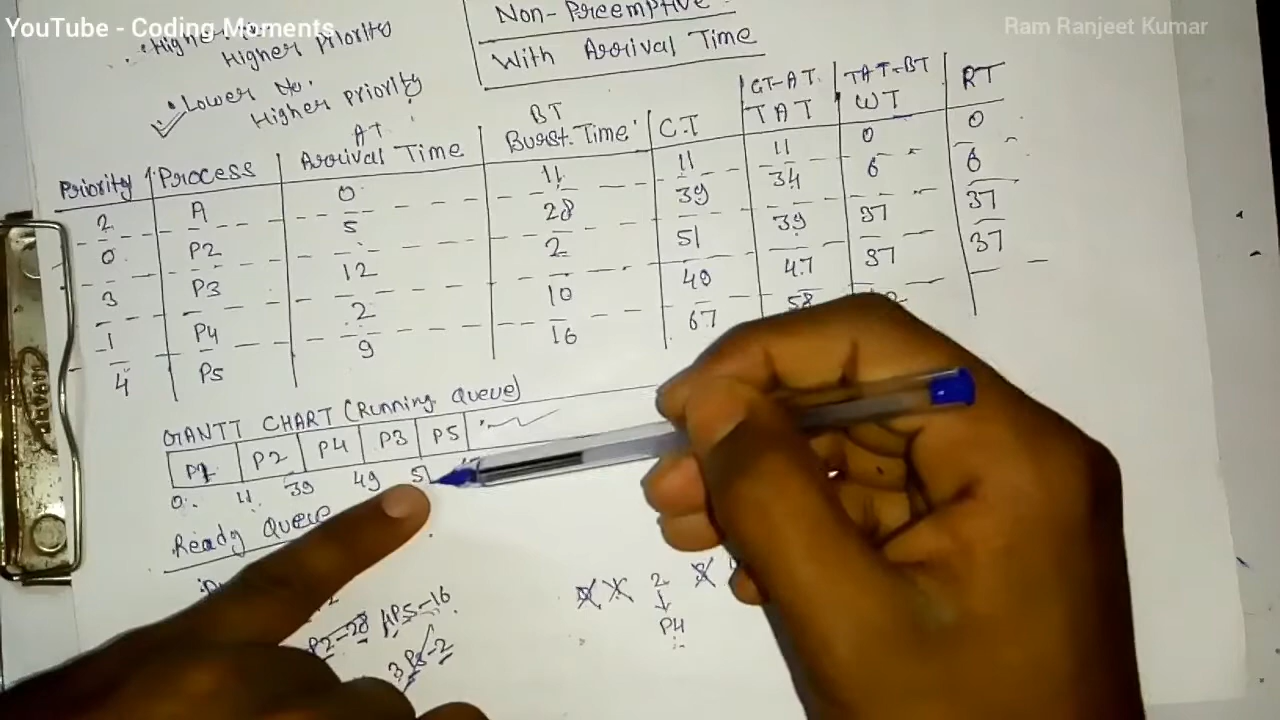 YouTube - Coding Moments
Ram Ranjeet Kumar
Non-Preemptive
With Arrival Time
Higher
Higher Priority
Lower No.
Higher priority
AT
BT
CT-AT
TAT-BT
Priority Process Arrival Time Burst Time C.T TAT WT RT
2 0 11 11 11 0 0
0 P2 5 28 39 34 6 6
3 P3 12 2 51 39 37 37
1 P4 2 10 49 47 37 37
4 P5 9 16 67 58
GANTT CHART (Running Queue)
P1 P2 P4 P3 P5
0 11 39 49 51
Ready Queue
P2-28 P5-16
2
P4